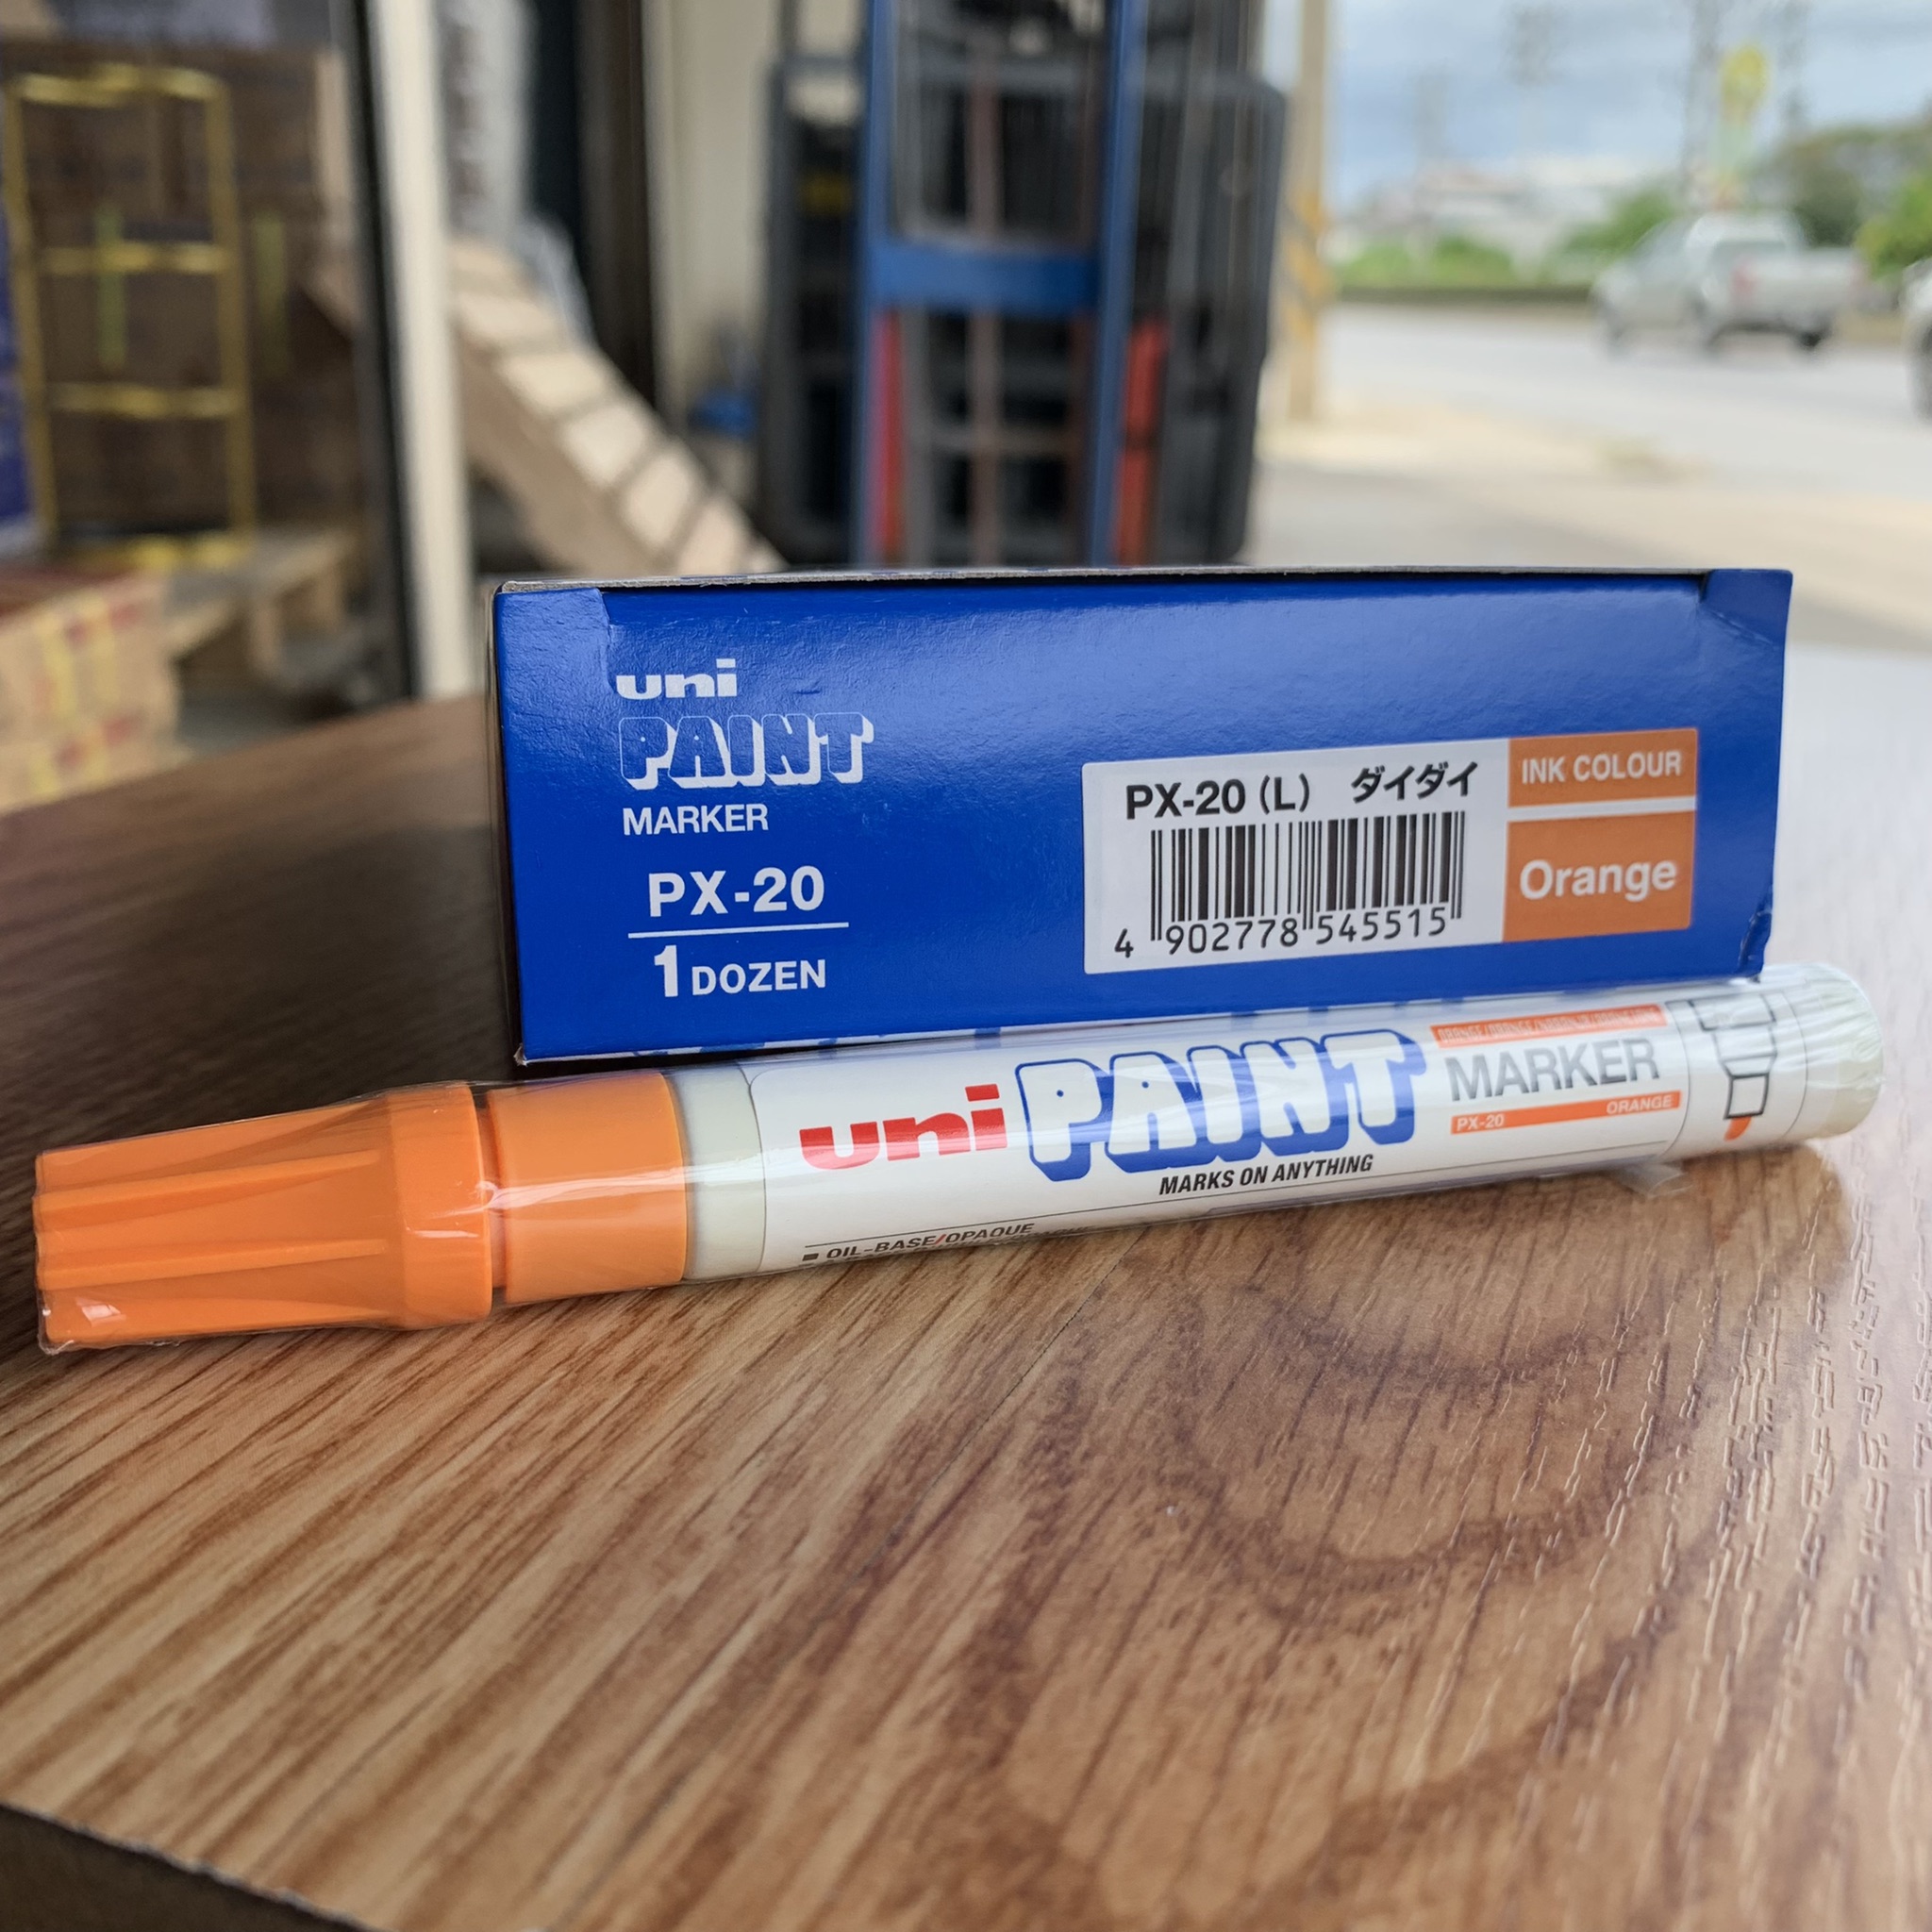 uni
PAINT
MARKER
PX-20
1 DOZEN
PX-20 (L) ダイダイ
4 902778 545515
INK COLOUR
Orange
uni PAINT MARKER
PX-20 ORANGE
MARKS ON ANYTHING
OIL-BASE/OPAQUE